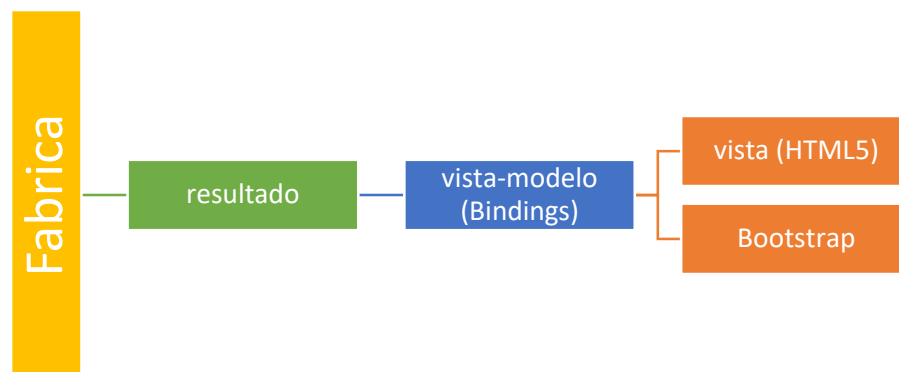 Fabrica
resultado
vista-modelo
(Bindings)
vista (HTML5)
Bootstrap